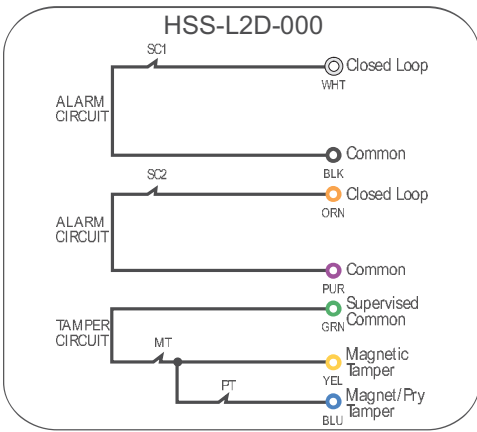 HSS-L2D-000
SC1
Closed Loop
WHT
ALARM
CIRCUIT
Common
BLK
SC2
Closed Loop
ORN
ALARM
CIRCUIT
Common
PUR
Supervised
Common
GRN
TAMPER
CIRCUIT
MT
Magnetic
Tamper
YEL
PT
Magnet/Pry
Tamper
BLU